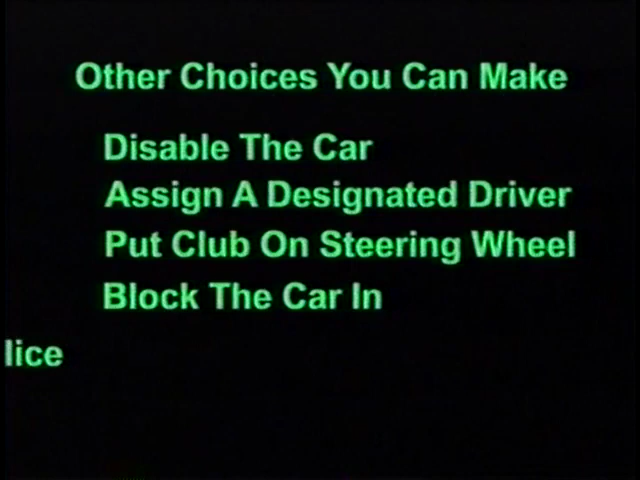 Other Choices You Can Make
Disable The Car
Assign A Designated Driver
Put Club On Steering Wheel
Block The Car In
lice